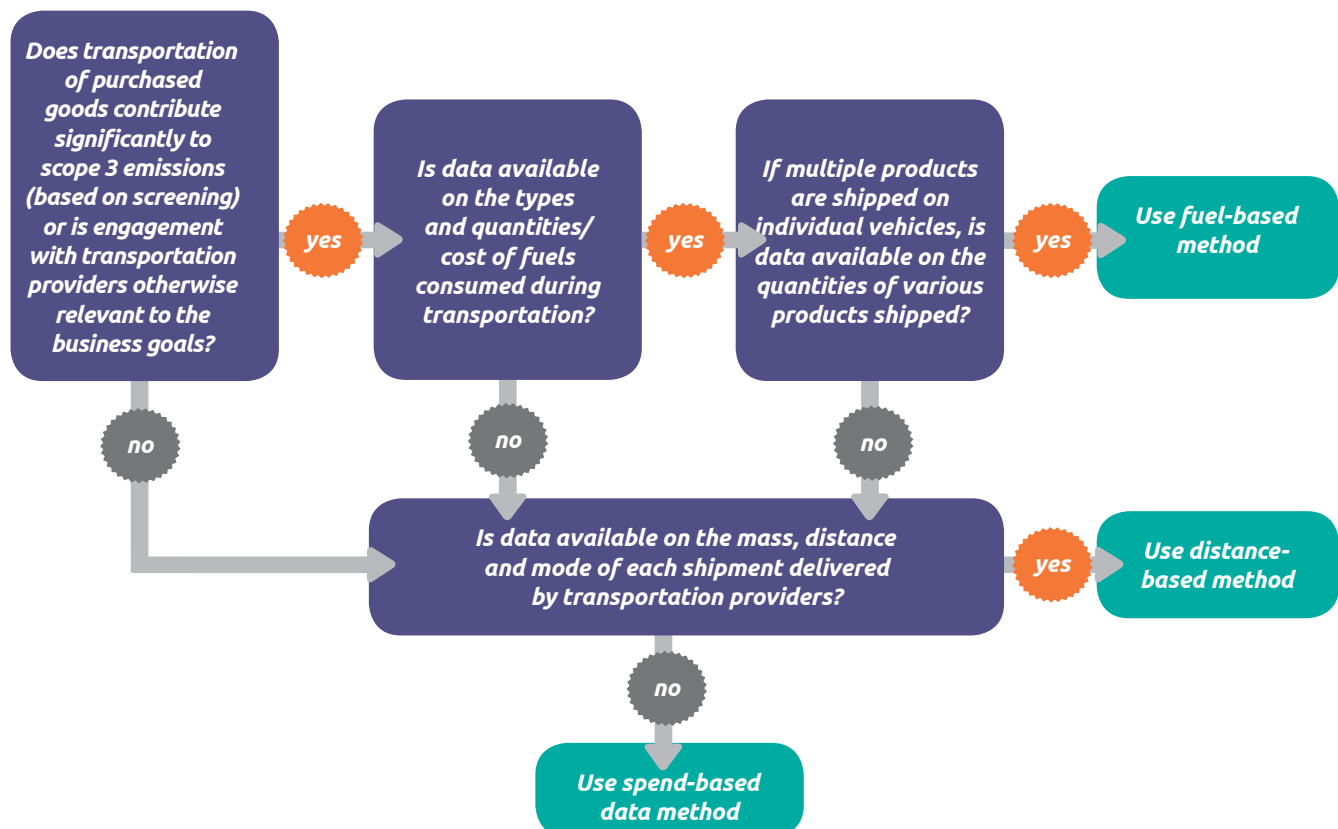 Does transportation
of purchased
goods contribute
significantly to
scope 3 emissions
(based on screening)
or is engagement
with transportation
providers otherwise
relevant to the
business goals?
yes
Is data available
on the types
and quantities/
cost of fuels
consumed during
transportation?
yes
If multiple products
are shipped on
individual vehicles, is
data available on the
quantities of various
products shipped?
yes
Use fuel-based
method
no
no
no
Is data available on the mass, distance
and mode of each shipment delivered
by transportation providers?
yes
Use distance-
based method
no
Use spend-based
data method